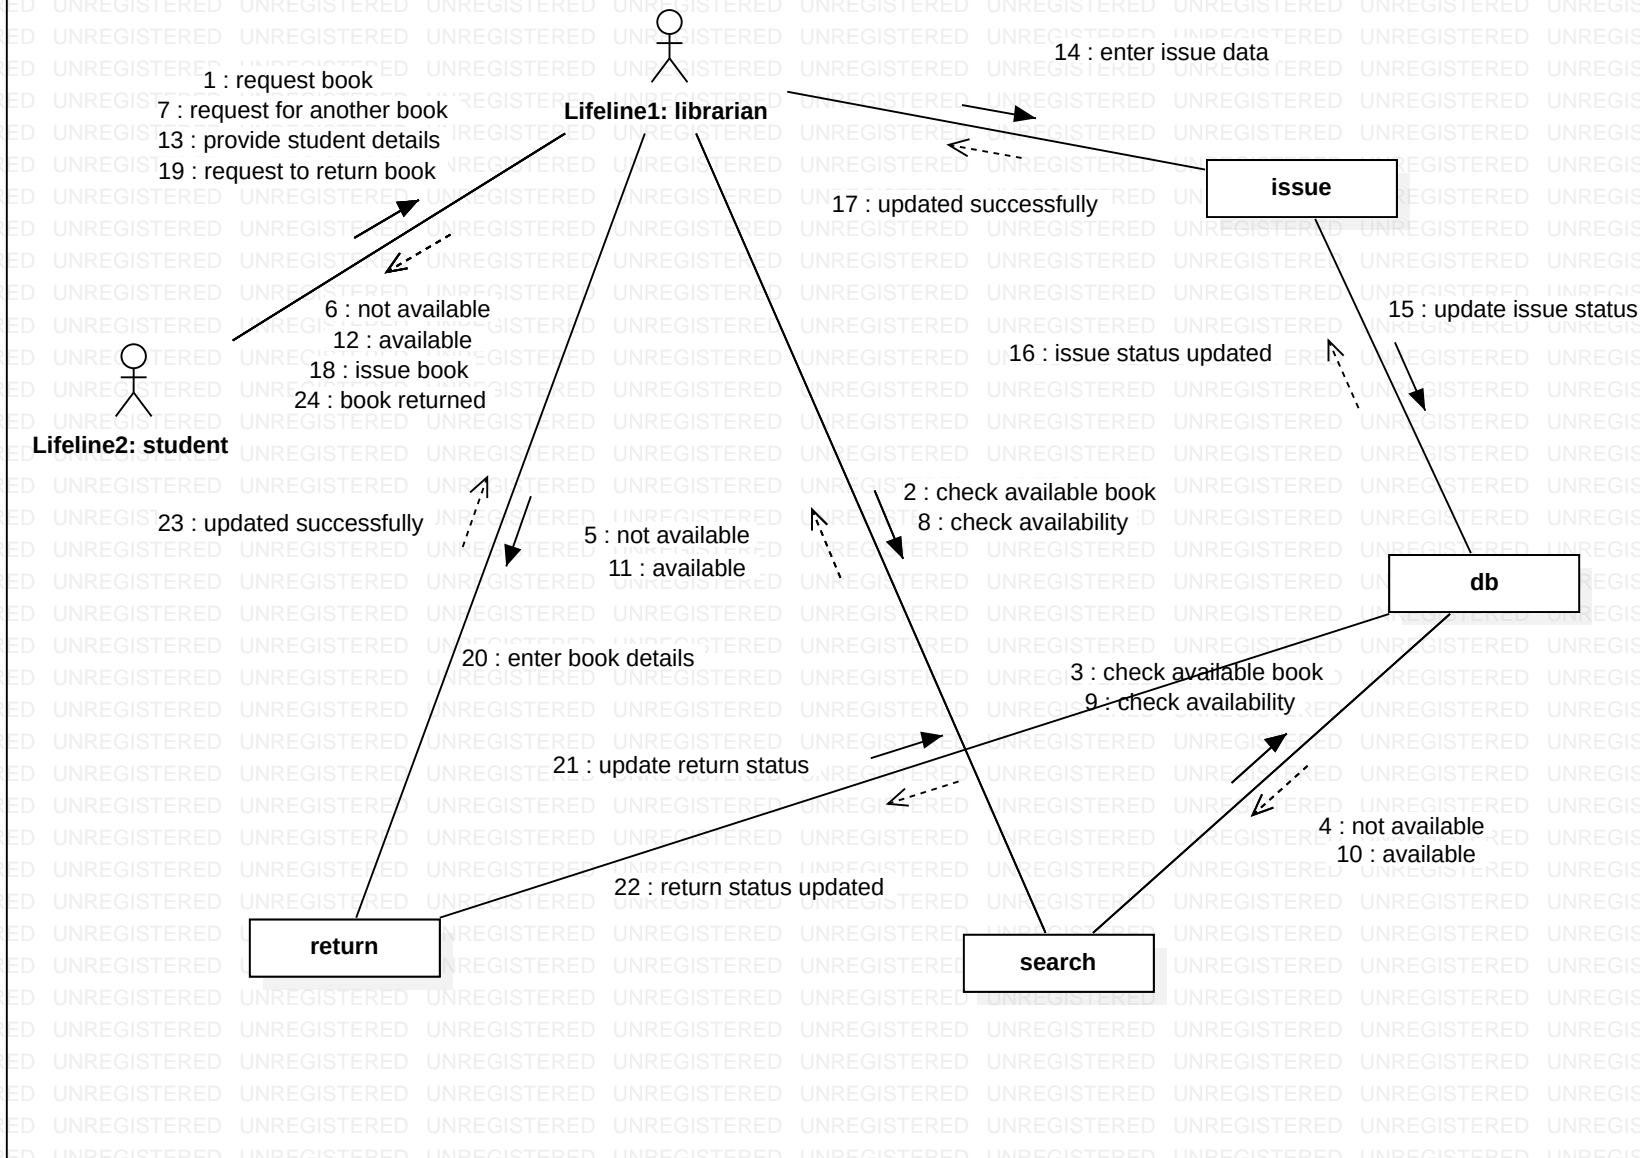 14 : enter issue data
1 : request book
7 : request for another book
13 : provide student details
19 : request to return book
Lifeline1: librarian
issue
17 : updated successfully
6 : not available
12 : available
18 : issue book
24 : book returned
15 : update issue status
16 : issue status updated
Lifeline2: student
23 : updated successfully
5 : not available
11 : available
2 : check available book
8 : check availability
db
20 : enter book details
3 : check available book
9 : check availability
21 : update return status
4 : not available
10 : available
22 : return status updated
return
search
UNREGISTERED